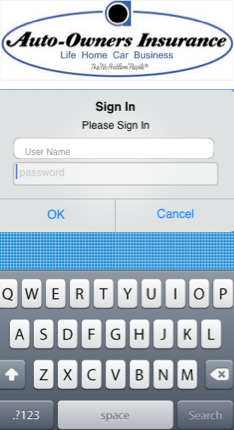 Auto-Owners Insurance
Life Home Car Business
The "No Problem" People®
Sign In
Please Sign In
User Name
password
OK Cancel
Q W E R T Y U I O P
A S D F G H J K L
Z X C V B N M
.?123 space Search